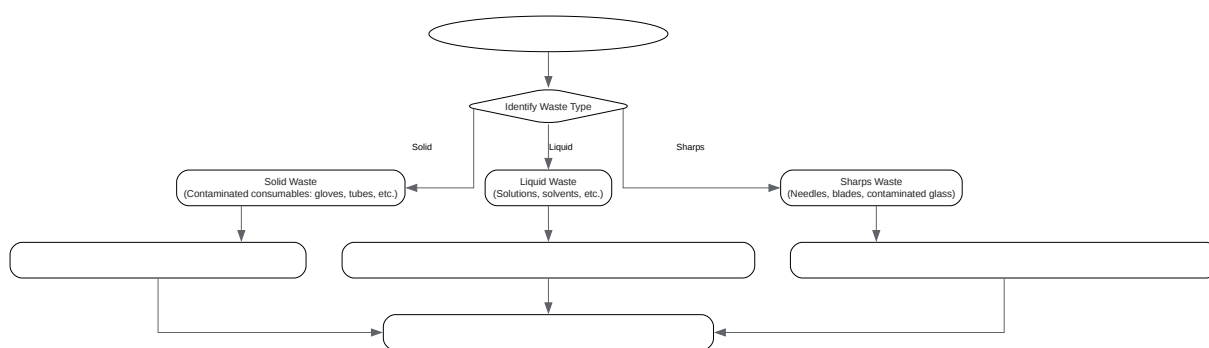 Identify Waste Type
Solid
Liquid
Sharps
Solid Waste
(Contaminated consumables: gloves, tubes, etc.)
Liquid Waste
(Solutions, solvents, etc.)
Sharps Waste
(Needles, blades, contaminated glass)